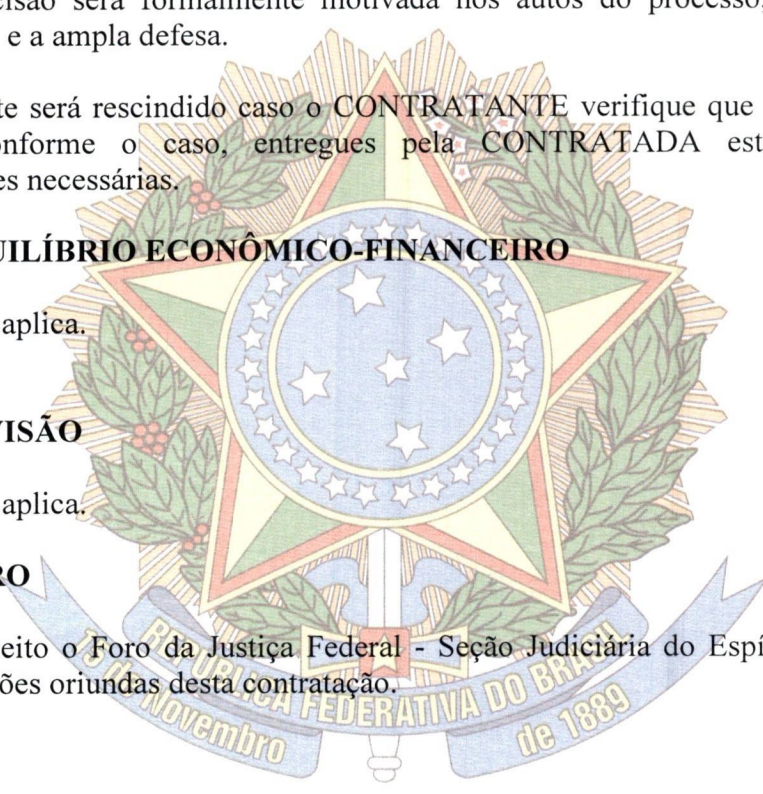 cisão será formalmente motivada nos autos do processo,
e a ampla defesa.
te será rescindido caso o CONTRATANTE verifique que
onforme o caso, entregues pela CONTRATADA est
es necessárias.
UILÍBRIO ECONÔMICO-FINANCEIRO
aplica.
VISÃO
aplica.
RO
eito o Foro da Justiça Federal - Seção Judiciária do Espí
ões oriundas desta contratação.
REPÚBLICA FEDERATIVA DO BRASIL
15 de Novembro
de 1889